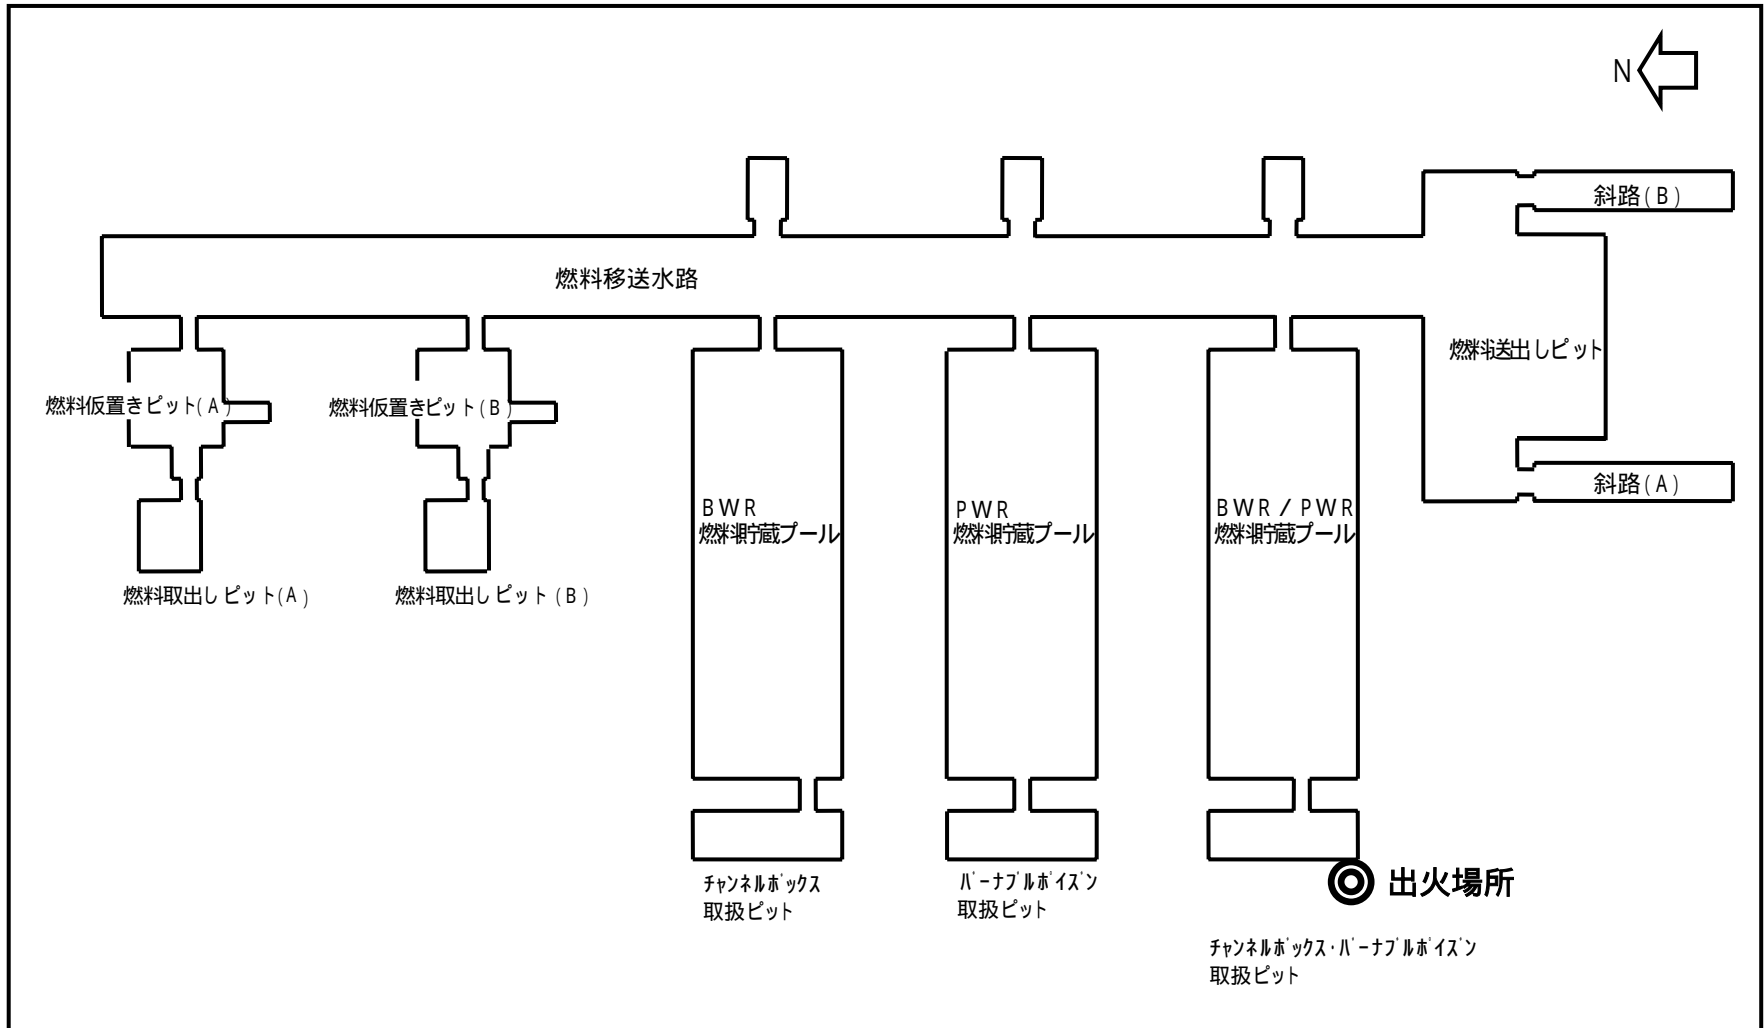 N
斜路(B)
燃料移送水路
燃料送出しピット
燃料仮置きピット(A)
燃料仮置きピット(B)
斜路(A)
BWR
燃料貯蔵プール
PWR
燃料貯蔵プール
BWR/PWR
燃料貯蔵プール
燃料取出しピット(A)
燃料取出しピット(B)
チャンネルボックス
取扱ピット
バーナブルポイズン
取扱ピット
出火場所
チャンネルボックス・バーナブルポイズン
取扱ピット